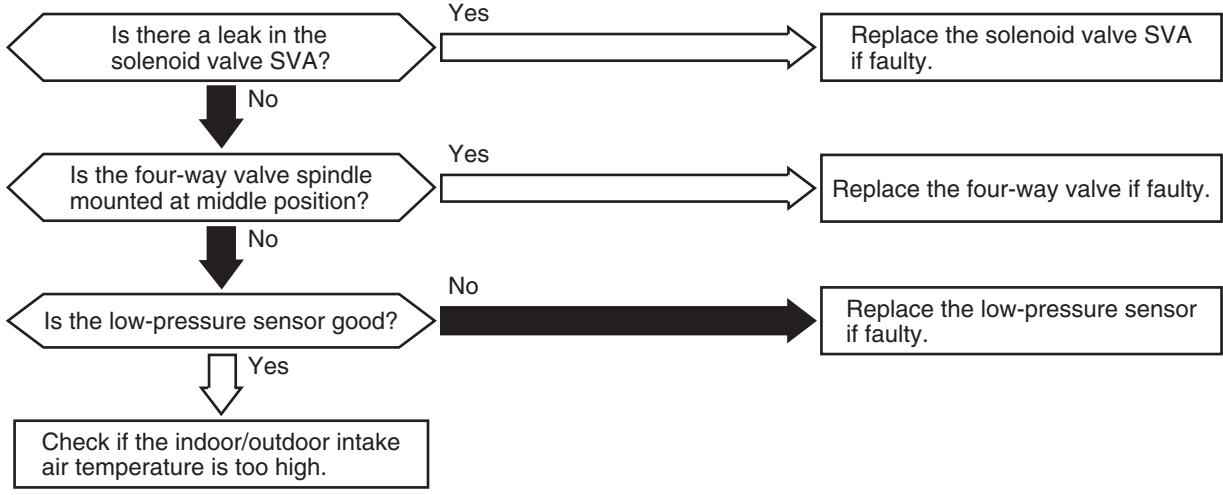 Is there a leak in the
solenoid valve SVA?
Yes
Replace the solenoid valve SVA
if faulty.
No
Is the four-way valve spindle
mounted at middle position?
Yes
Replace the four-way valve if faulty.
No
Is the low-pressure sensor good?
No
Replace the low-pressure sensor
if faulty.
Yes
Check if the indoor/outdoor intake
air temperature is too high.